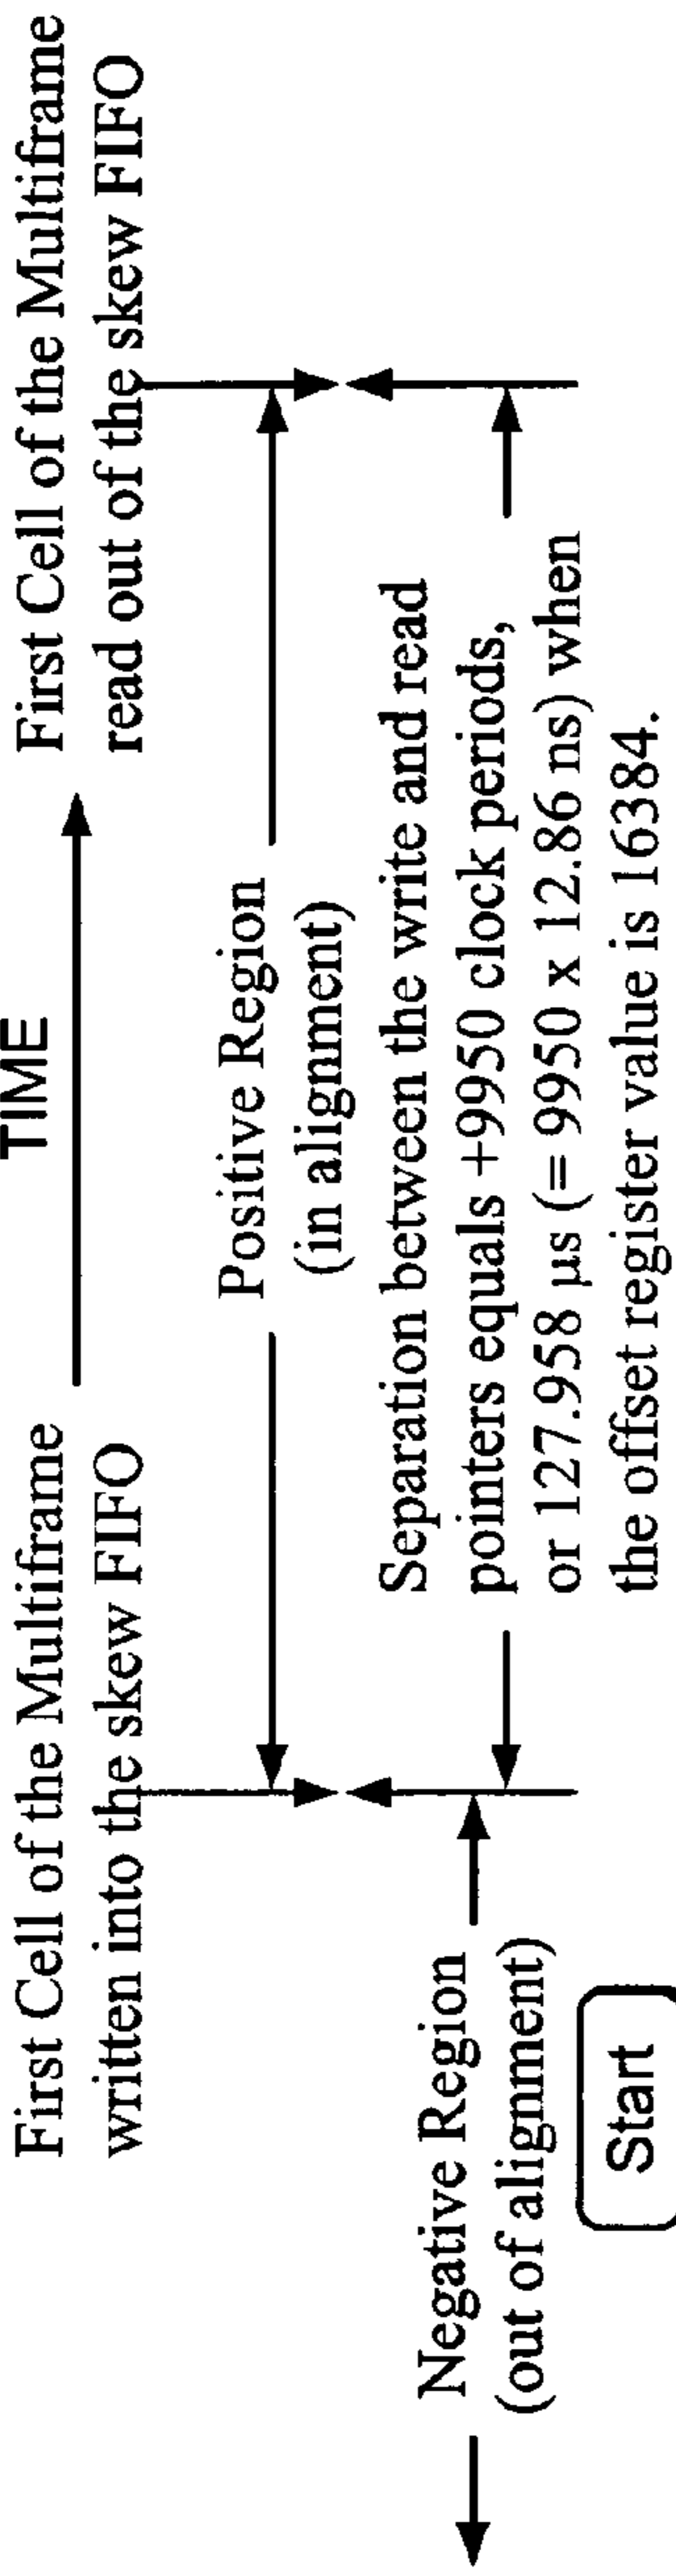 First Cell of the Multiframe
written into the skew FIFO
TIME
First Cell of the Multiframe
read out of the skew FIFO
Positive Region
(in alignment)
Negative Region
(out of alignment)
Separation between the write and read
pointers equals +9950 clock periods,
or 127.958 µs (= 9950 x 12.86 ns) when
the offset register value is 16384.
Start